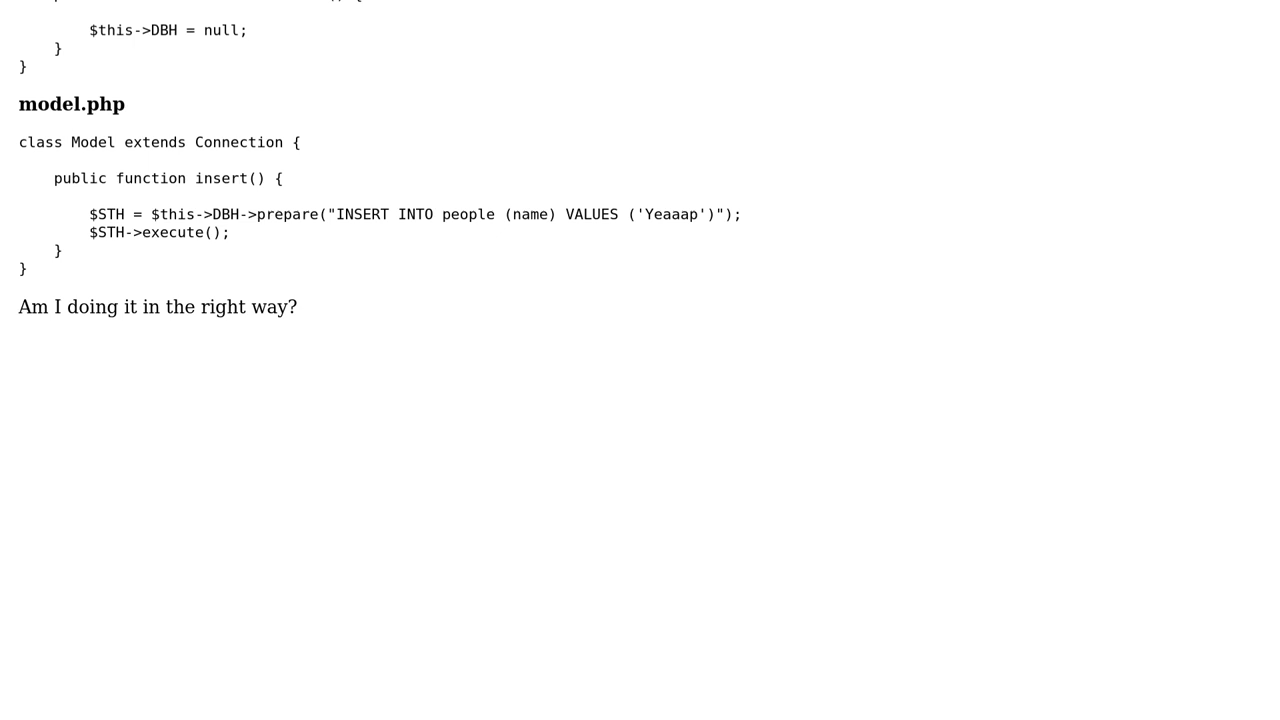 $this->DBH = null;
}
}
model.php
class Model extends Connection {
public function insert() {
$STH = $this->DBH->prepare("INSERT INTO people (name) VALUES ('Yeaaap')");
$STH->execute();
}
}
Am I doing it in the right way?